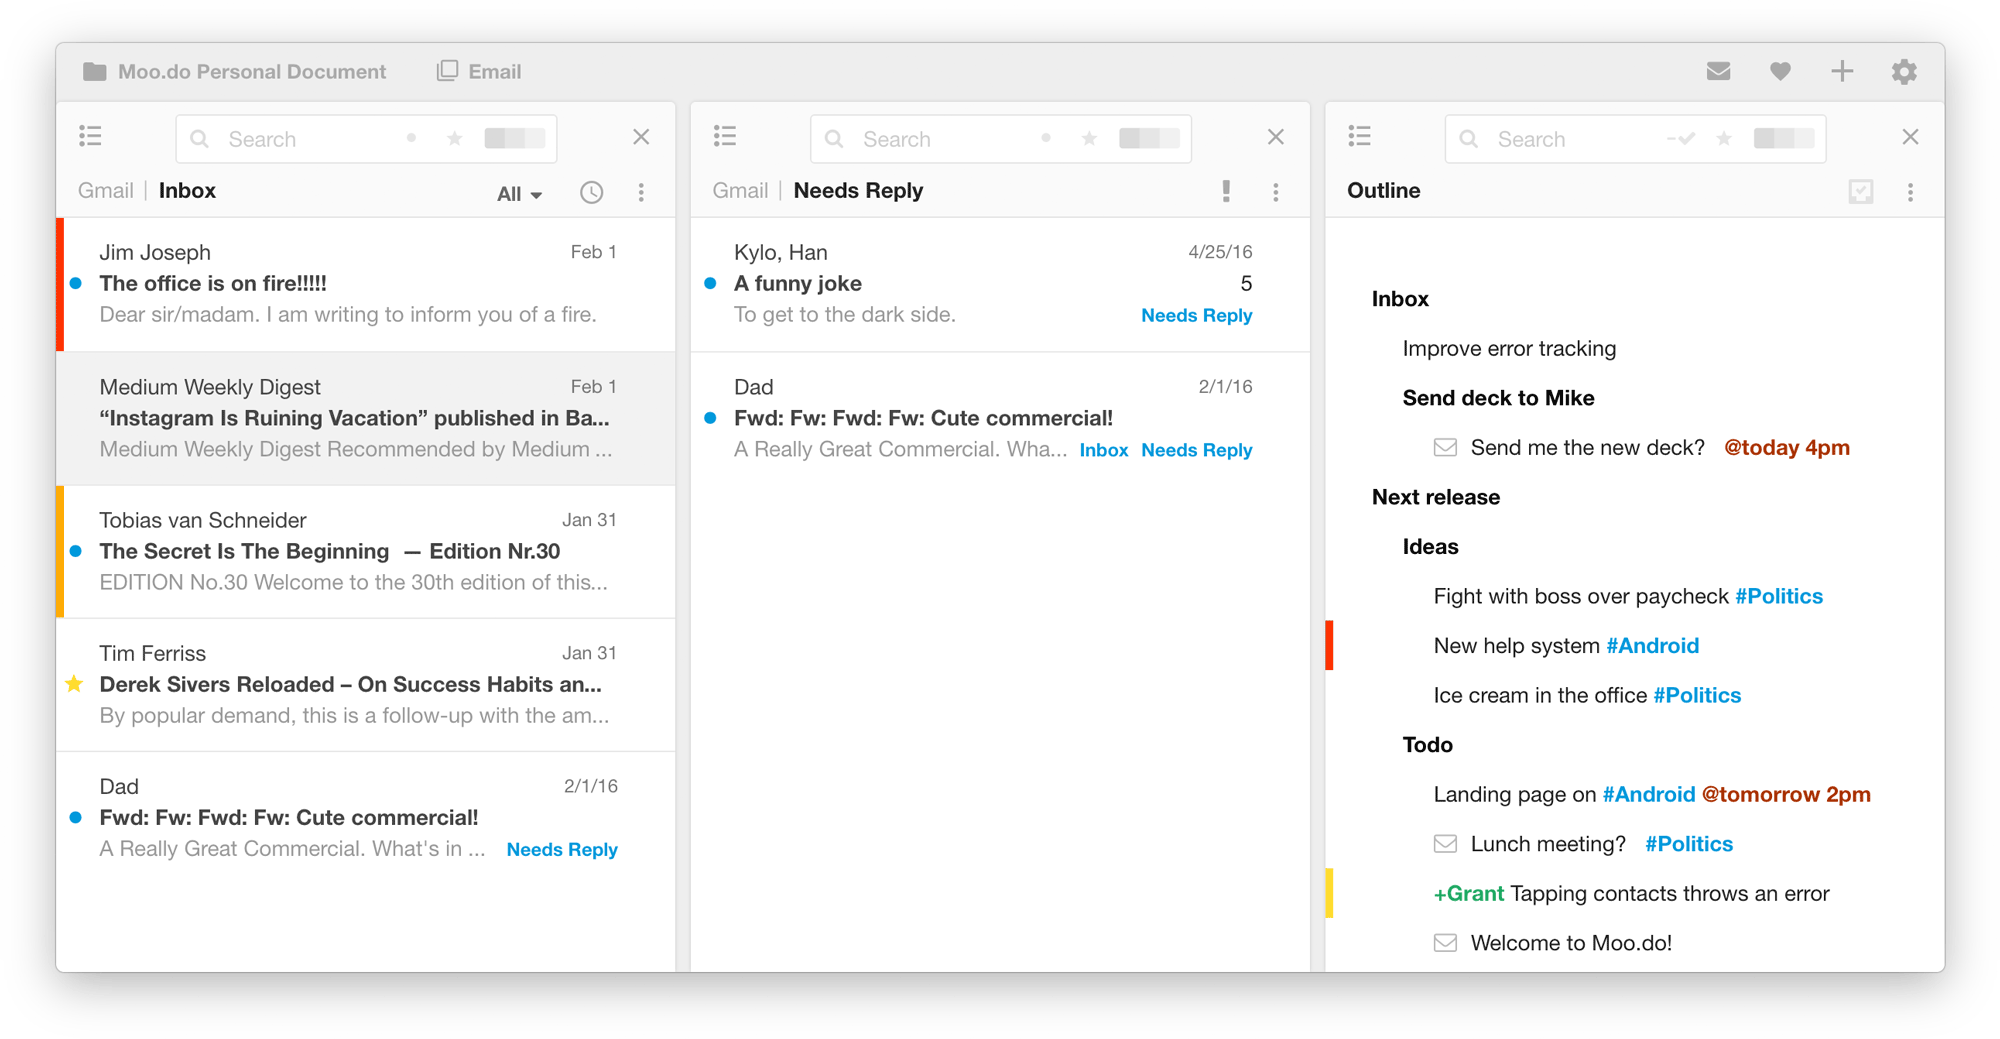 Moo.do Personal Document Email
Search
Gmail | Inbox All
Jim Joseph Feb 1
The office is on fire!!!!!
Dear sir/madam. I am writing to inform you of a fire.
Medium Weekly Digest Feb 1
“Instagram Is Ruining Vacation” published in Ba...
Medium Weekly Digest Recommended by Medium ...
Tobias van Schneider Jan 31
The Secret Is The Beginning — Edition Nr.30
EDITION No.30 Welcome to the 30th edition of this...
Tim Ferriss Jan 31
Derek Sivers Reloaded – On Success Habits an...
By popular demand, this is a follow-up with the am...
Dad 2/1/16
Fwd: Fw: Fwd: Fw: Cute commercial!
A Really Great Commercial. What's in ... Needs Reply
Search
Gmail | Needs Reply
Kylo, Han 4/25/16
A funny joke 5
To get to the dark side. Needs Reply
Dad 2/1/16
Fwd: Fw: Fwd: Fw: Cute commercial!
A Really Great Commercial. Wha... Inbox Needs Reply
Search
Outline
Inbox
Improve error tracking
Send deck to Mike
Send me the new deck? @today 4pm
Next release
Ideas
Fight with boss over paycheck #Politics
New help system #Android
Ice cream in the office #Politics
Todo
Landing page on #Android @tomorrow 2pm
Lunch meeting? #Politics
+Grant Tapping contacts throws an error
Welcome to Moo.do!